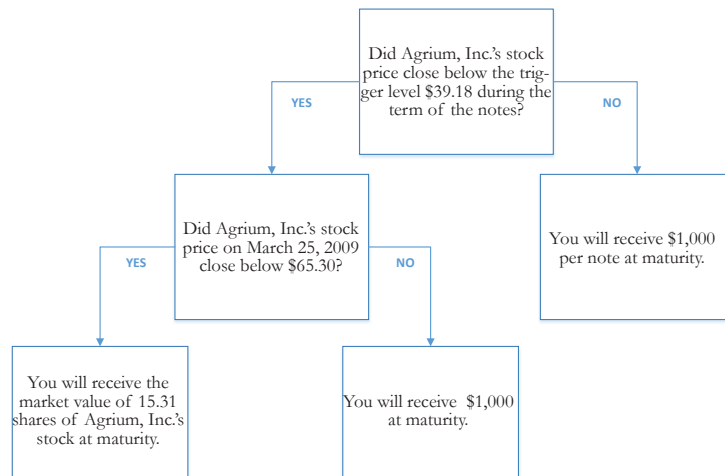 Did Agrium, Inc.'s stock
price close below the trig-
ger level $39.18 during the
term of the notes?
YES
NO
Did Agrium, Inc.'s stock
price on March 25, 2009
close below $65.30?
You will receive $1,000
per note at maturity.
YES
NO
You will receive the
market value of 15.31
shares of Agrium, Inc.'s
stock at maturity.
You will receive $1,000
at maturity.